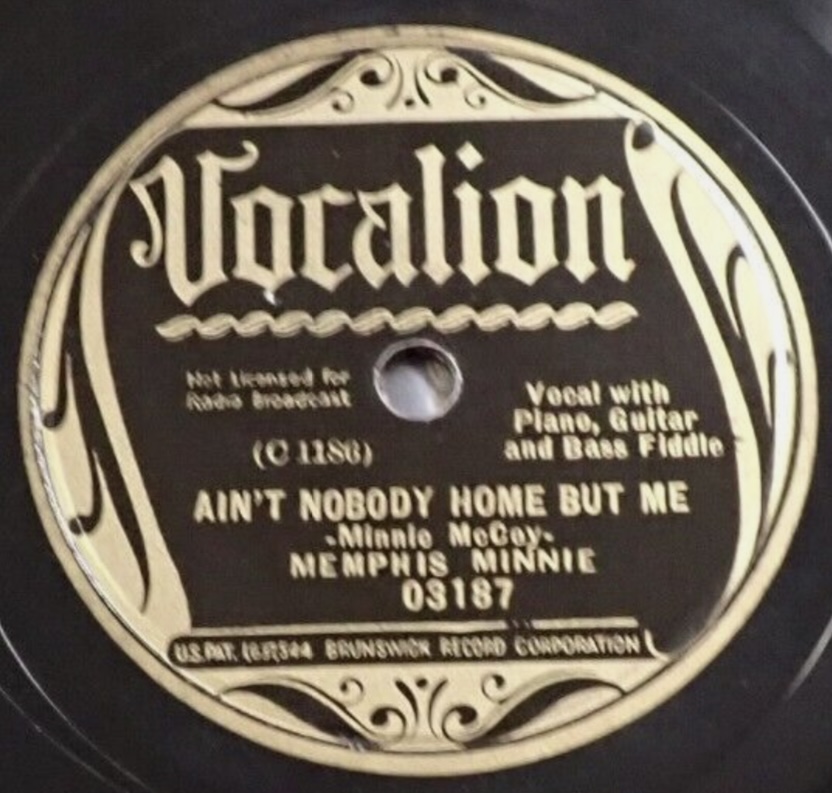 Vocalion
Not Licensed for
Radio Broadcast
Vocal with
Piano, Guitar
and Bass Fiddle
(C 1186)
AIN'T NOBODY HOME BUT ME
-Minnie McCoy-
MEMPHIS MINNIE
03187
U.S.PAT. BRUNSWICK RECORD CORPORATION